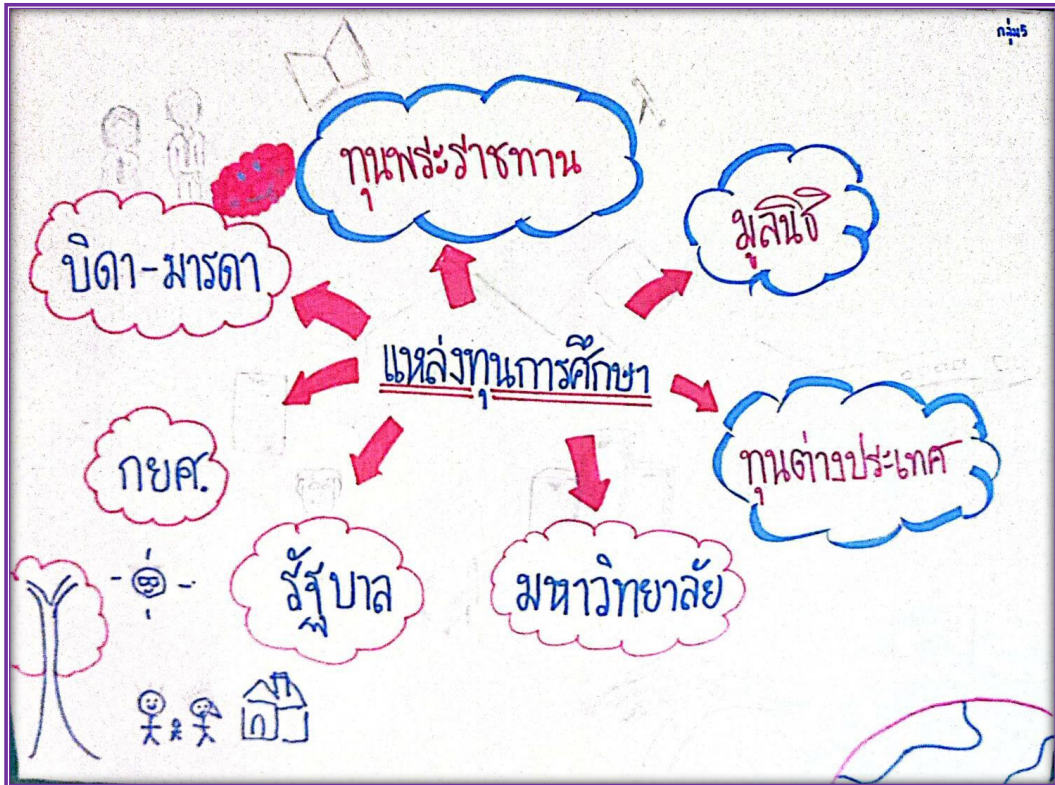 กลุ่ม5
ทุนพระราชทาน
มูลนิธิ
บิดา-มารดา
แหล่งทุนการศึกษา
ทุนต่างประเทศ
กยศ.
รัฐบาล
มหาวิทยาลัย